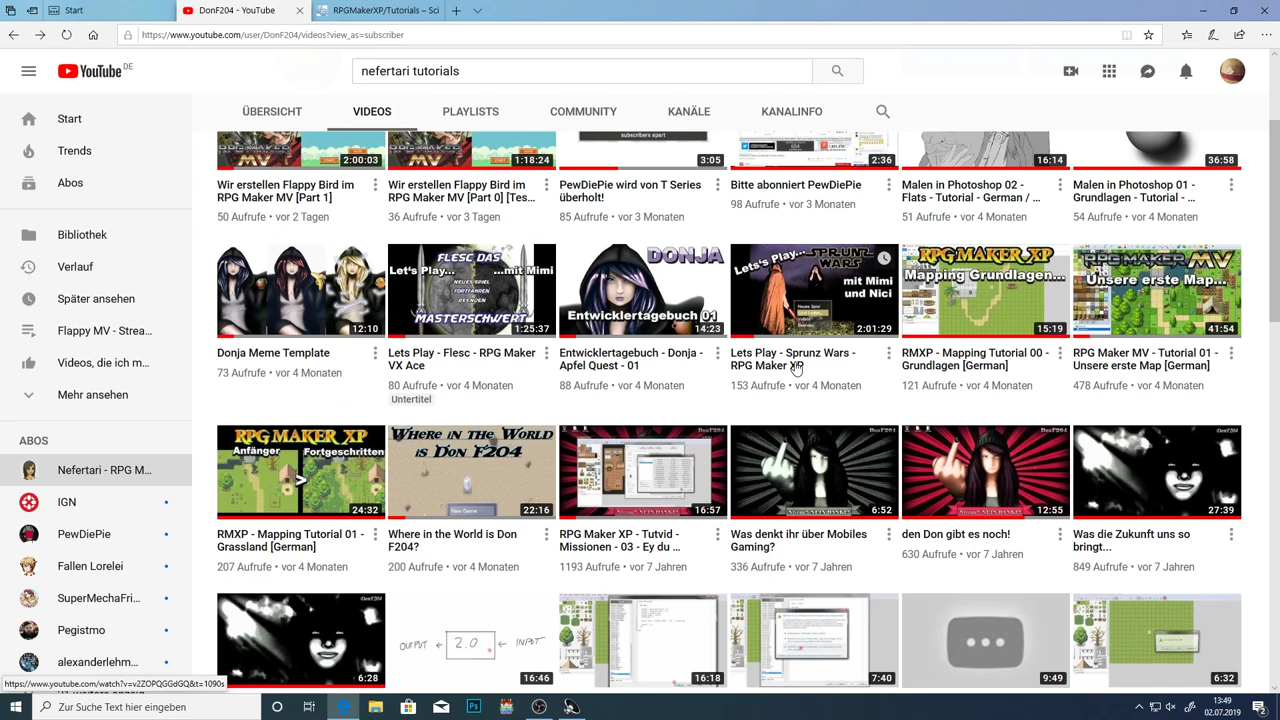 Start
DonF204 - YouTube
RPGMakerXP/Tutorials – Sci
https://www.youtube.com/user/DonF204/videos?view_as=subscriber
YouTube DE
nefertari tutorials
ÜBERSICHT
VIDEOS
PLAYLISTS
COMMUNITY
KANÄLE
KANALINFO
Start
Trends
Abos
Bibliothek
Verlauf
Später ansehen
Flappy MV - Strea...
Videos, die ich m...
Mehr ansehen
ABOS
Nefertari - RPG M...
IGN
PewDiePie
Fallen Lorelei
SuperMechaFri...
alexanderlehm...
2:00:03
1:18:24
subscribers apart
3:05
2:36
16:14
36:58
Wir erstellen Flappy Bird im
RPG Maker MV [Part 1]
50 Aufrufe • vor 2 Tagen
Wir erstellen Flappy Bird im
RPG Maker MV [Part 0] [Tes...
36 Aufrufe • vor 3 Tagen
PewDiePie wird von T Series
überholt!
85 Aufrufe • vor 3 Monaten
Bitte abonniert PewDiePie
98 Aufrufe • vor 3 Monaten
Malen in Photoshop 02 -
Flats - Tutorial - German / ...
51 Aufrufe • vor 4 Monaten
Malen in Photoshop 01 -
Grundlagen - Tutorial - ...
54 Aufrufe • vor 4 Monaten
12:10
FLESC DAS
Let's Play... ...mit Mimi
NEUES SPIEL
FORTFAHREN
BEENDEN
MASTERSCHWERT
1:25:37
DONJA
Entwicklertagebuch 01
14:23
Lets's Play... SPRUNZ WARS
mit Mimi
und Nici
2:01:29
RPG MAKER XP
Mapping Grundlagen...
15:19
RPG MAKER MV
Unsere erste Map...
41:54
Donja Meme Template
73 Aufrufe • vor 4 Monaten
Lets Play - Flesc - RPG Maker
VX Ace
80 Aufrufe • vor 4 Monaten
Untertitel
Entwicklertagebuch - Donja -
Apfel Quest - 01
88 Aufrufe • vor 4 Monaten
Lets Play - Sprunz Wars -
RPG Maker XP
153 Aufrufe • vor 4 Monaten
RMXP - Mapping Tutorial 00 -
Grundlagen [German]
121 Aufrufe • vor 4 Monaten
RPG Maker MV - Tutorial 01 -
Unsere erste Map [German]
478 Aufrufe • vor 4 Monaten
RPG MAKER XP
Anfänger > Fortgeschritten
24:32
WHERE IN THE WORLD
IS DON F204
New Game
22:16
DonF204
16:57
DonF204
6:52
DonF204
12:55
DonF204
27:39
RMXP - Mapping Tutorial 01 -
Grassland [German]
207 Aufrufe • vor 4 Monaten
Where in the World is Don
F204?
200 Aufrufe • vor 4 Monaten
RPG Maker XP - Tutvid -
Missionen - 03 - Ey du ...
1193 Aufrufe • vor 7 Jahren
Was denkt ihr über Mobiles
Gaming?
336 Aufrufe • vor 7 Jahren
den Don gibt es noch!
630 Aufrufe • vor 7 Jahren
Was die Zukunft uns so
bringt...
849 Aufrufe • vor 7 Jahren
DonF204
6:28
OUTPUT 2.0 INPUT
16:46
16:18
7:40
9:49
6:32
https://www.youtube.com/watch?v=v2ZOPQGGdGQ&t=1090s
Zur Suche Text hier eingeben
13:49
02.07.2019
2